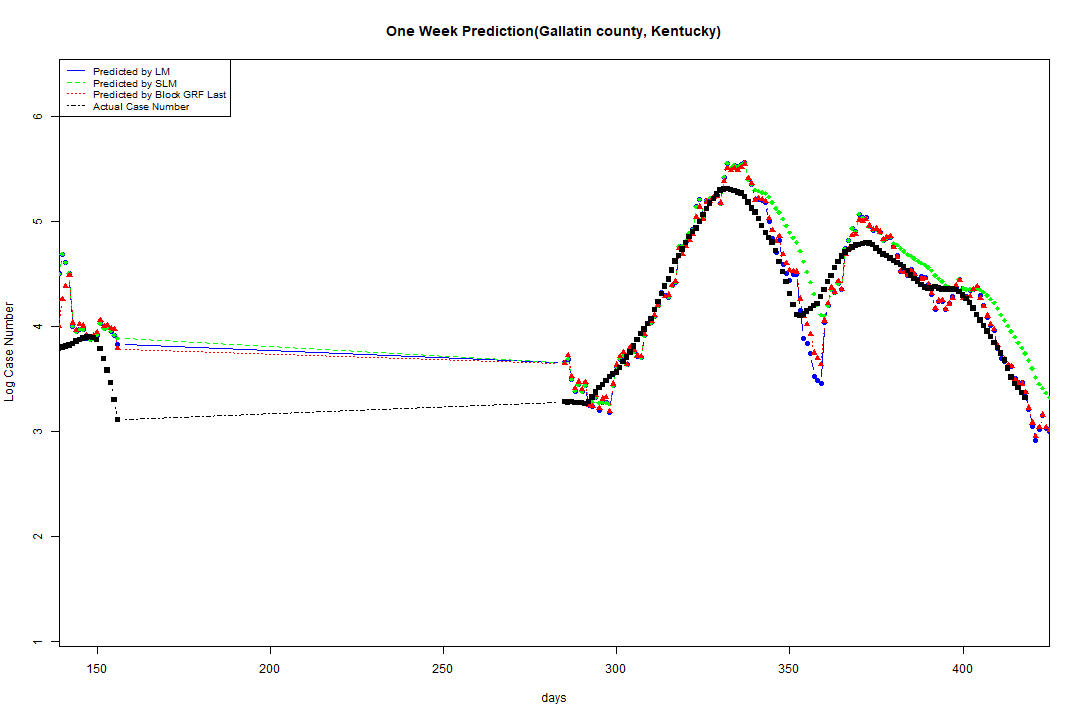 One Week Prediction(Gallatin county, Kentucky)
Predicted by LM
Predicted by SLM
Predicted by Block GRF Last
Actual Case Number
6
5
4
3
2
1
Log Case Number
150 200 250 300 350 400
days